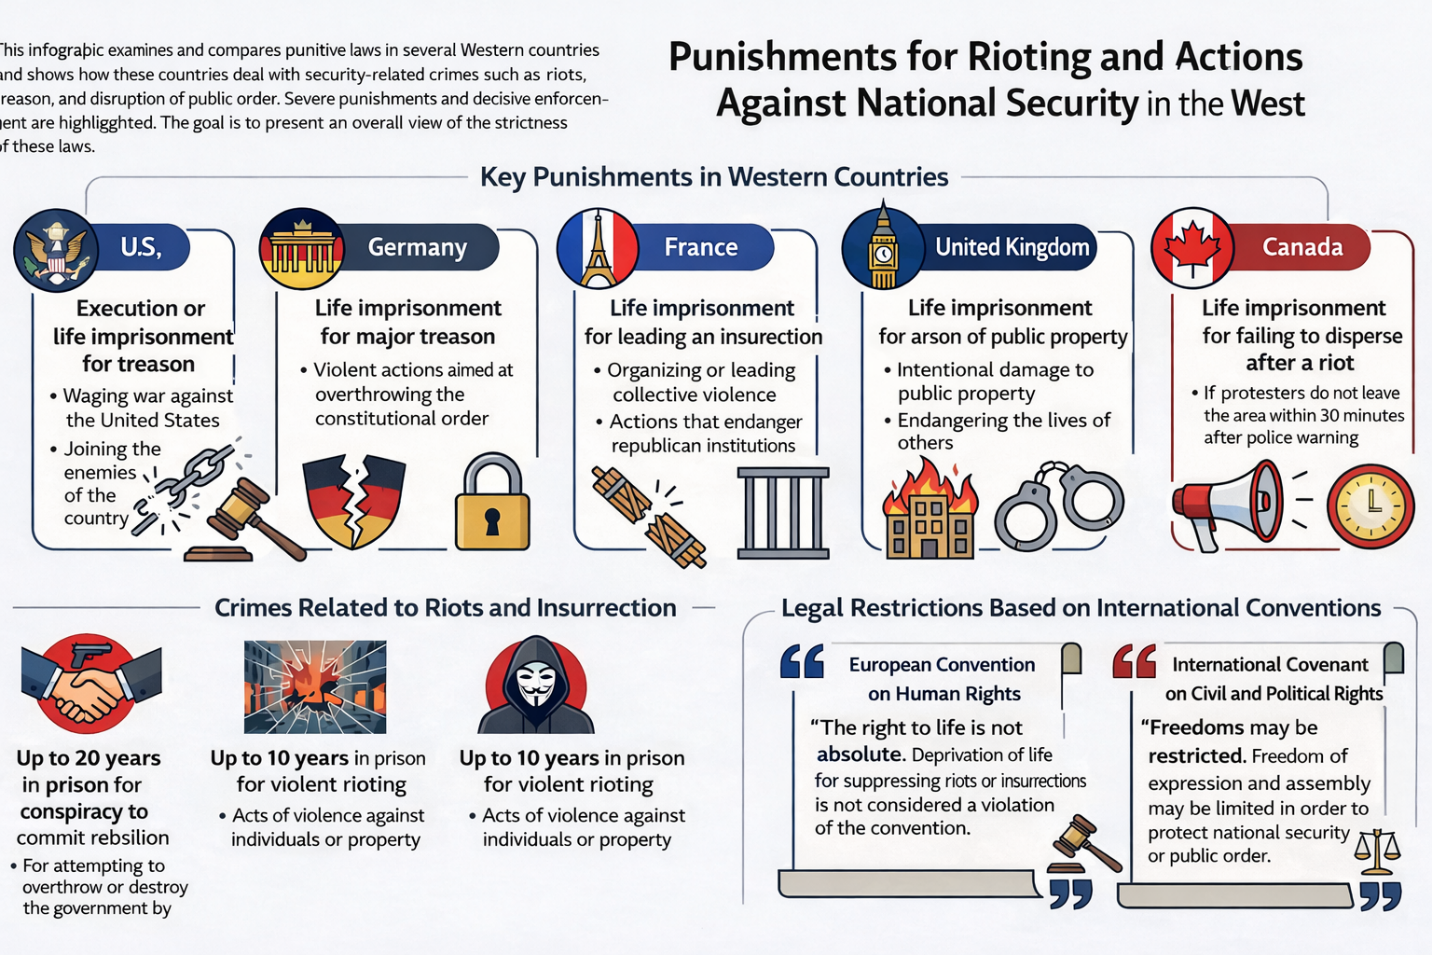 This infograbic examines and compares punitive laws in several Western countries
and shows how these countries deal with security-related crimes such as riots,
reason, and disruption of public order. Severe punishments and decisive enforcen-
ent are highligghted. The goal is to present an overall view of the strictness
of these laws.
Punishments for Rioting and Actions
Against National Security in the West
Key Punishments in Western Countries
U.S,
Execution or
life imprisonment
for treason
• Waging war against
the United States
• Joining the
enemies
of the
country
Germany
Life imprisonment
for major treason
• Violent actions aimed at
overthrowing the
constitutional order
France
Life imprisonment
for leading an insurection
• Organizing or leading
collective violence
• Actions that endanger
republican institutions
United Kingdom
Life imprisonment
for arson of public property
• Intentional damage to
public property
• Endangering the lives of
others
Canada
Life imprisonment
for failing to disperse
after a riot
• If protesters do not leave
the area within 30 minutes
after police warning
Crimes Related to Riots and Insurrection
Up to 20 years
in prison for
conspiracy to
commit rebsilion
• For attempting to
overthrow or destroy
the government by
Up to 10 years in prison
for violent rioting
• Acts of violence against
individuals or property
Up to 10 years in prison
for violent rioting
• Acts of violence against
individuals or property
Legal Restrictions Based on International Conventions
European Convention
on Human Rights
“The right to life is not
absolute. Deprivation of life
for suppressing riots or insurrections
is not considered a violation
of the convention.
International Covenant
on Civil and Political Rights
“Freedoms may be
restricted. Freedom of
expression and assembly
may be limited in order to
protect national security
or public order.